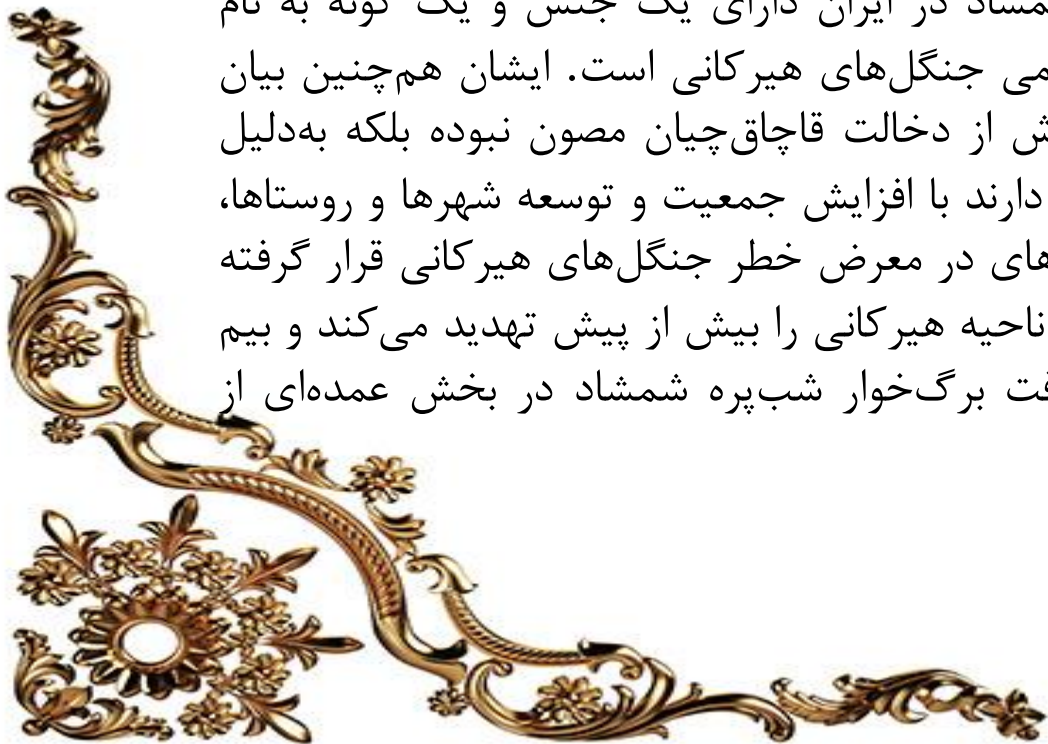 شمشاد در ایران دارای یک جنس و یک گونه به نام
می جنگل‌های هیرکانی است. ایشان هم‌چنین بیان
ش از دخالت قاچاق‌چیان مصون نبوده بلکه به‌دلیل
دارند با افزایش جمعیت و توسعه شهرها و روستاها،
های در معرض خطر جنگل‌های هیرکانی قرار گرفته
ناحیه هیرکانی را بیش از پیش تهدید می‌کند و بیم
فت برگ‌خوار شب‌پره شمشاد در بخش عمده‌ای از